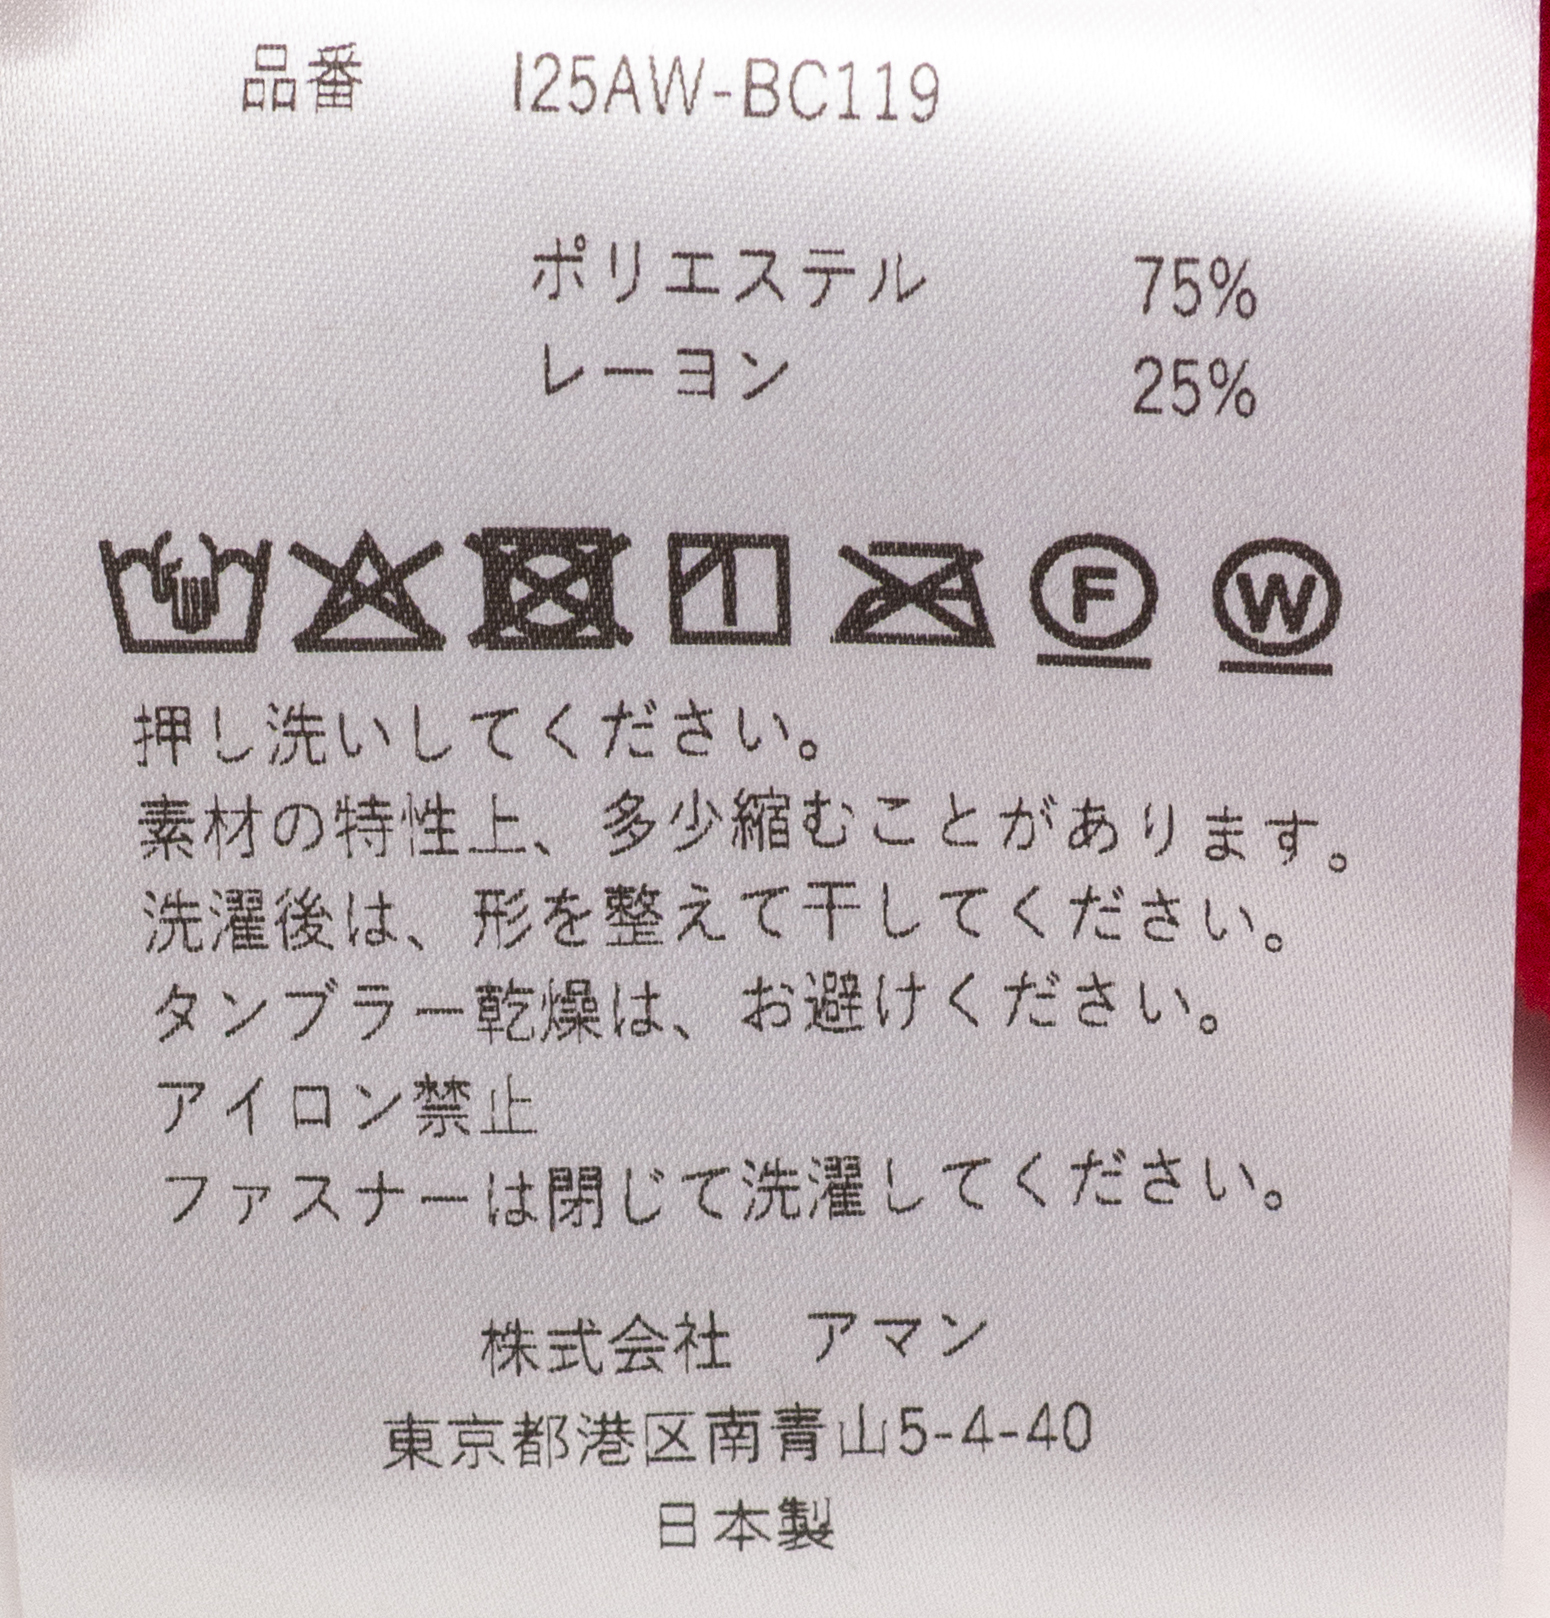 品番 I25AW-BC119
ポリエステル 75%
レーヨン 25%
F W
押し洗いしてください。
素材の特性上、多少縮むことがあります。
洗濯後は、形を整えて干してください。
タンブラー乾燥は、お避けください。
アイロン禁止
ファスナーは閉じて洗濯してください。
株式会社 アマン
東京都港区南青山5-4-40
日本製